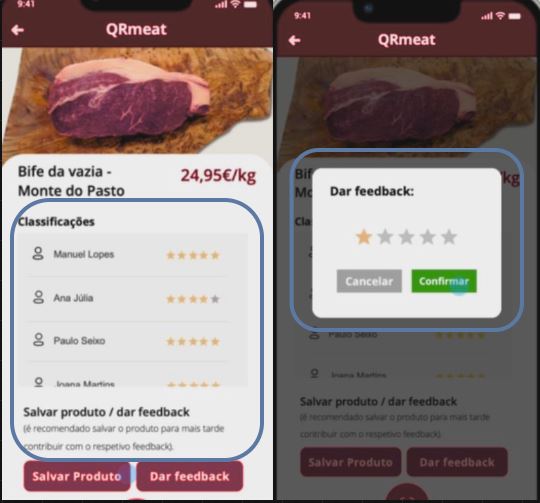 9:41
QRmeat
Bife da vazia -
Monte do Pasto
24,95€/kg
Classificações
Manuel Lopes
Ana Júlia
Paulo Seixo
Joana Martins
Salvar produto / dar feedback
(é recomendado salvar o produto para mais tarde
contribuir com o respetivo feedback).
Salvar Produto
Dar feedback
9:41
QRmeat
Bif
Mo
kg
Cla
Dar feedback:
Cancelar
Confirmar
Paulo Seixo
Joana Martins
Salvar produto / dar feedback
(é recomendado salvar o produto para mais tarde
contribuir com o respetivo feedback).
Salvar Produto
Dar feedback